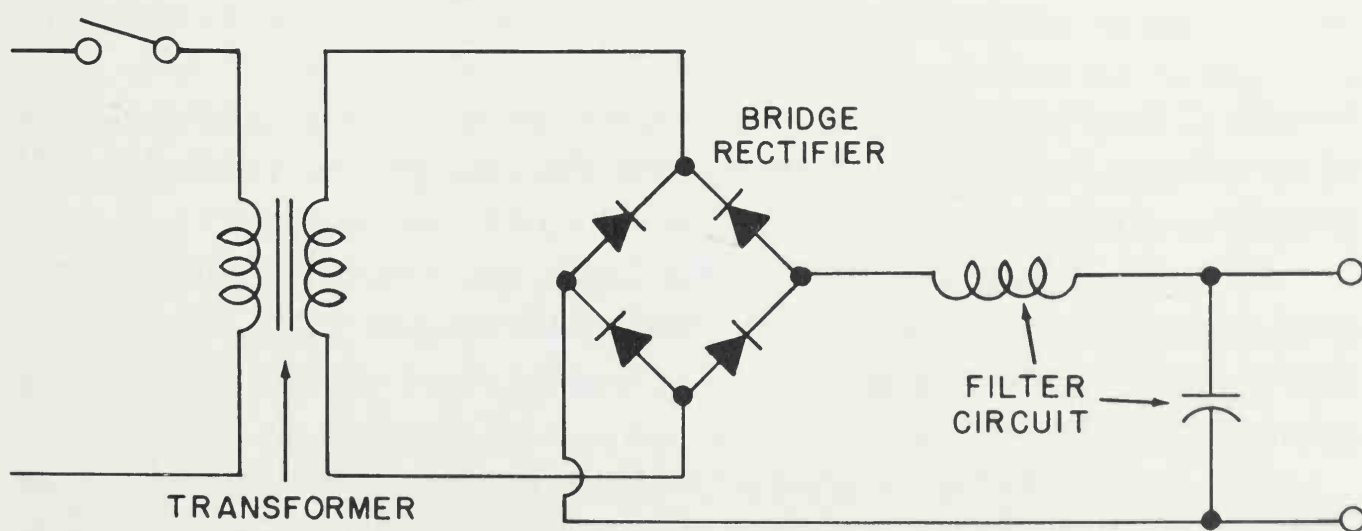 BRIDGE
RECTIFIER
FILTER
CIRCUIT
TRANSFORMER